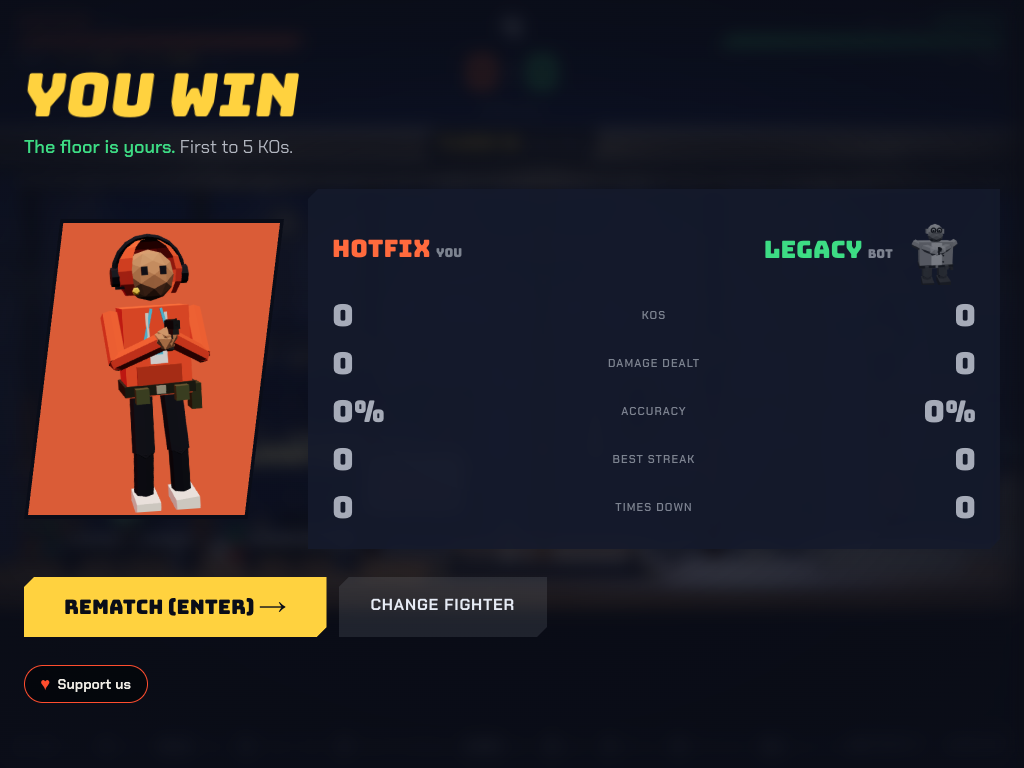 YOU WIN
The floor is yours. First to 5 KOs.
HOTFIX YOU
LEGACY BOT
0 KOS 0
0 DAMAGE DEALT 0
0% ACCURACY 0%
0 BEST STREAK 0
0 TIMES DOWN 0
REMATCH (ENTER) →
CHANGE FIGHTER
♥ Support us